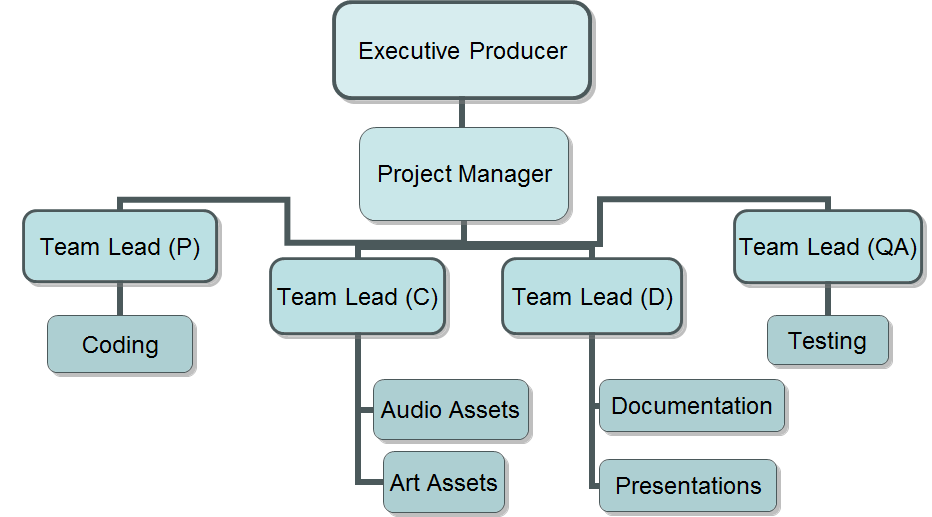 Executive Producer
Project Manager
Team Lead (P)
Team Lead (QA)
Team Lead (C)
Team Lead (D)
Coding
Testing
Audio Assets
Documentation
Art Assets
Presentations